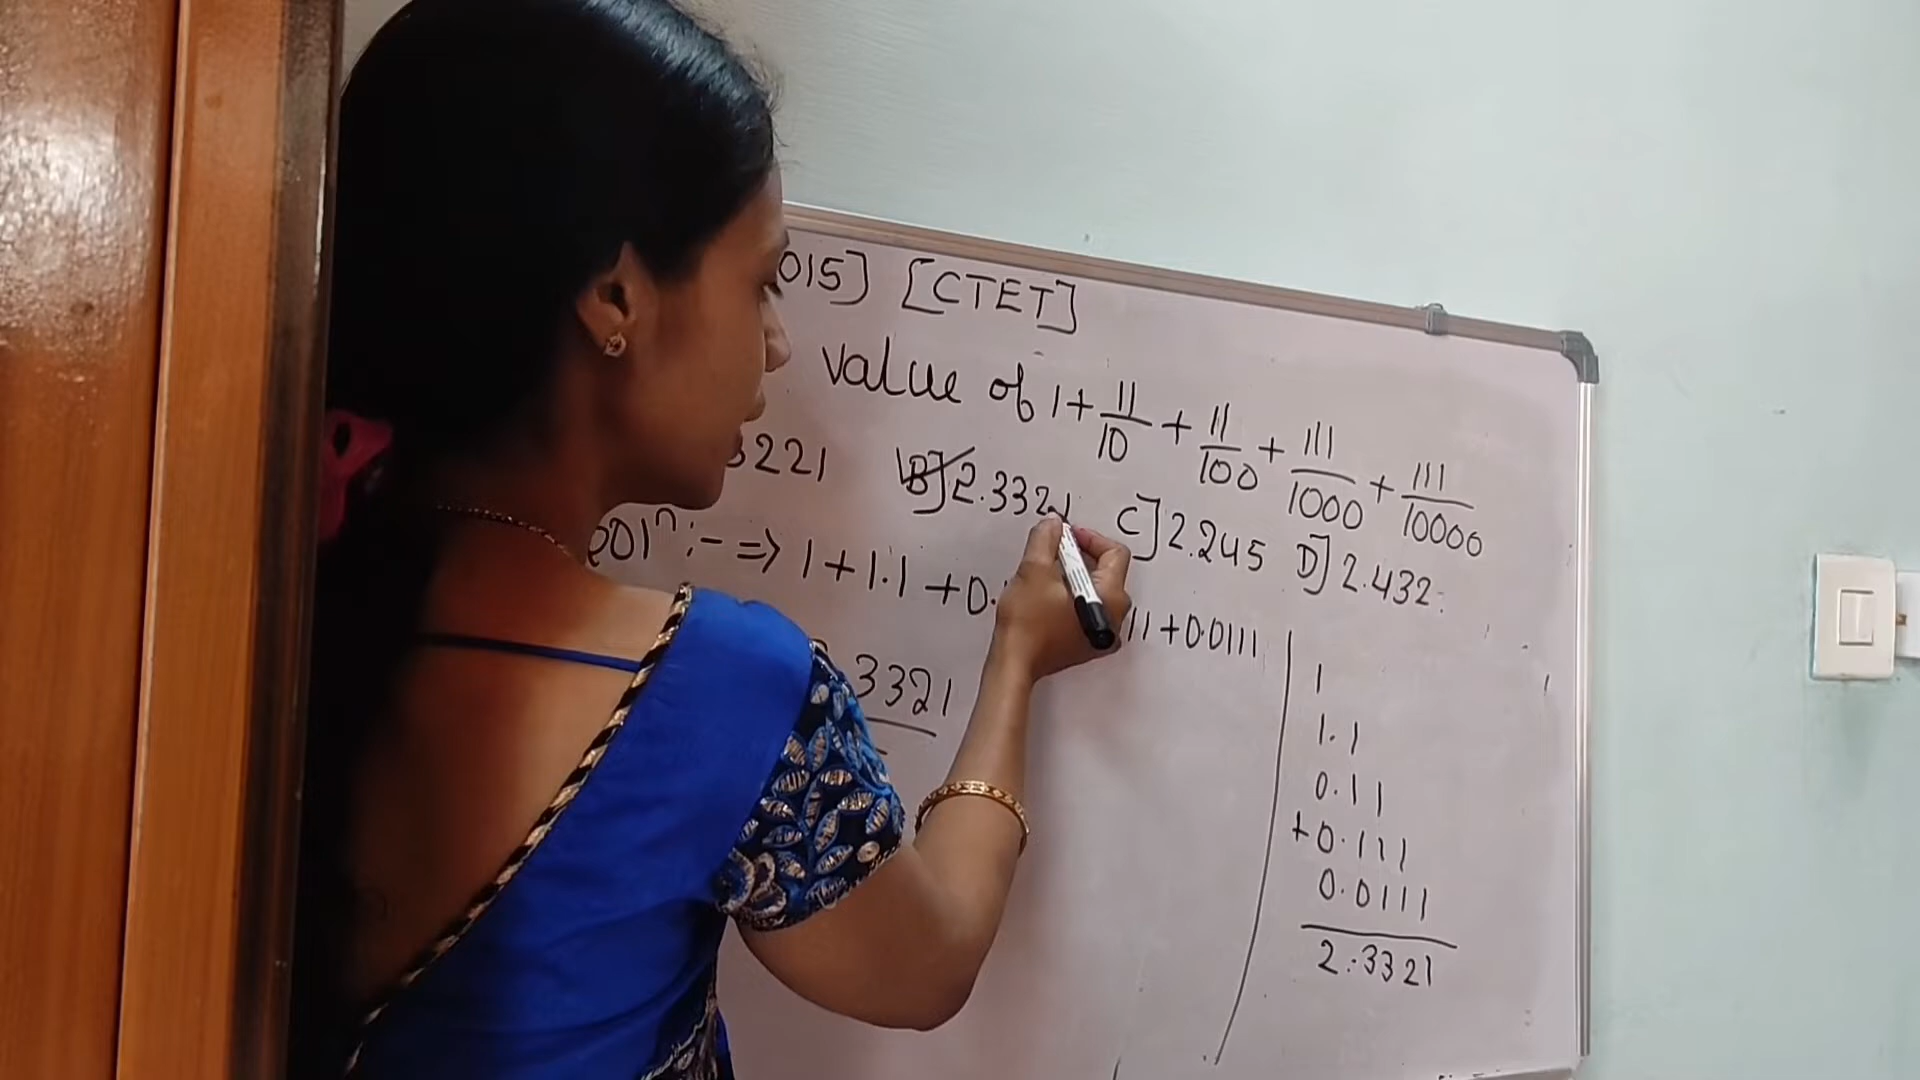 015] [CTET]
value of 1 + 11/10 + 11/100 + 111/1000 + 111/10000
3221 B] 2.3321 C] 2.245 D] 2.432
Solⁿ :- => 1 + 1.1 + 0. 11 + 0.0111
3321
1
1.1
0.11
+ 0.111
0.0111
2.3321